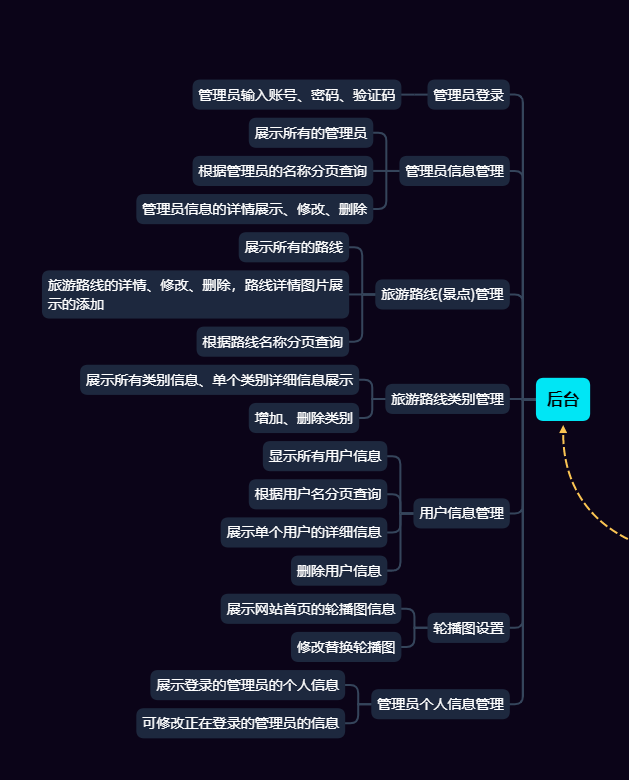 管理员输入账号、密码、验证码
管理员登录
展示所有的管理员
根据管理员的名称分页查询
管理员信息管理
管理员信息的详情展示、修改、删除
展示所有的路线
旅游路线的详情、修改、删除，路线详情图片展
示的添加
旅游路线(景点)管理
根据路线名称分页查询
展示所有类别信息、单个类别详细信息展示
旅游路线类别管理
增加、删除类别
后台
显示所有用户信息
根据用户名分页查询
用户信息管理
展示单个用户的详细信息
删除用户信息
展示网站首页的轮播图信息
轮播图设置
修改替换轮播图
展示登录的管理员的个人信息
管理员个人信息管理
可修改正在登录的管理员的信息